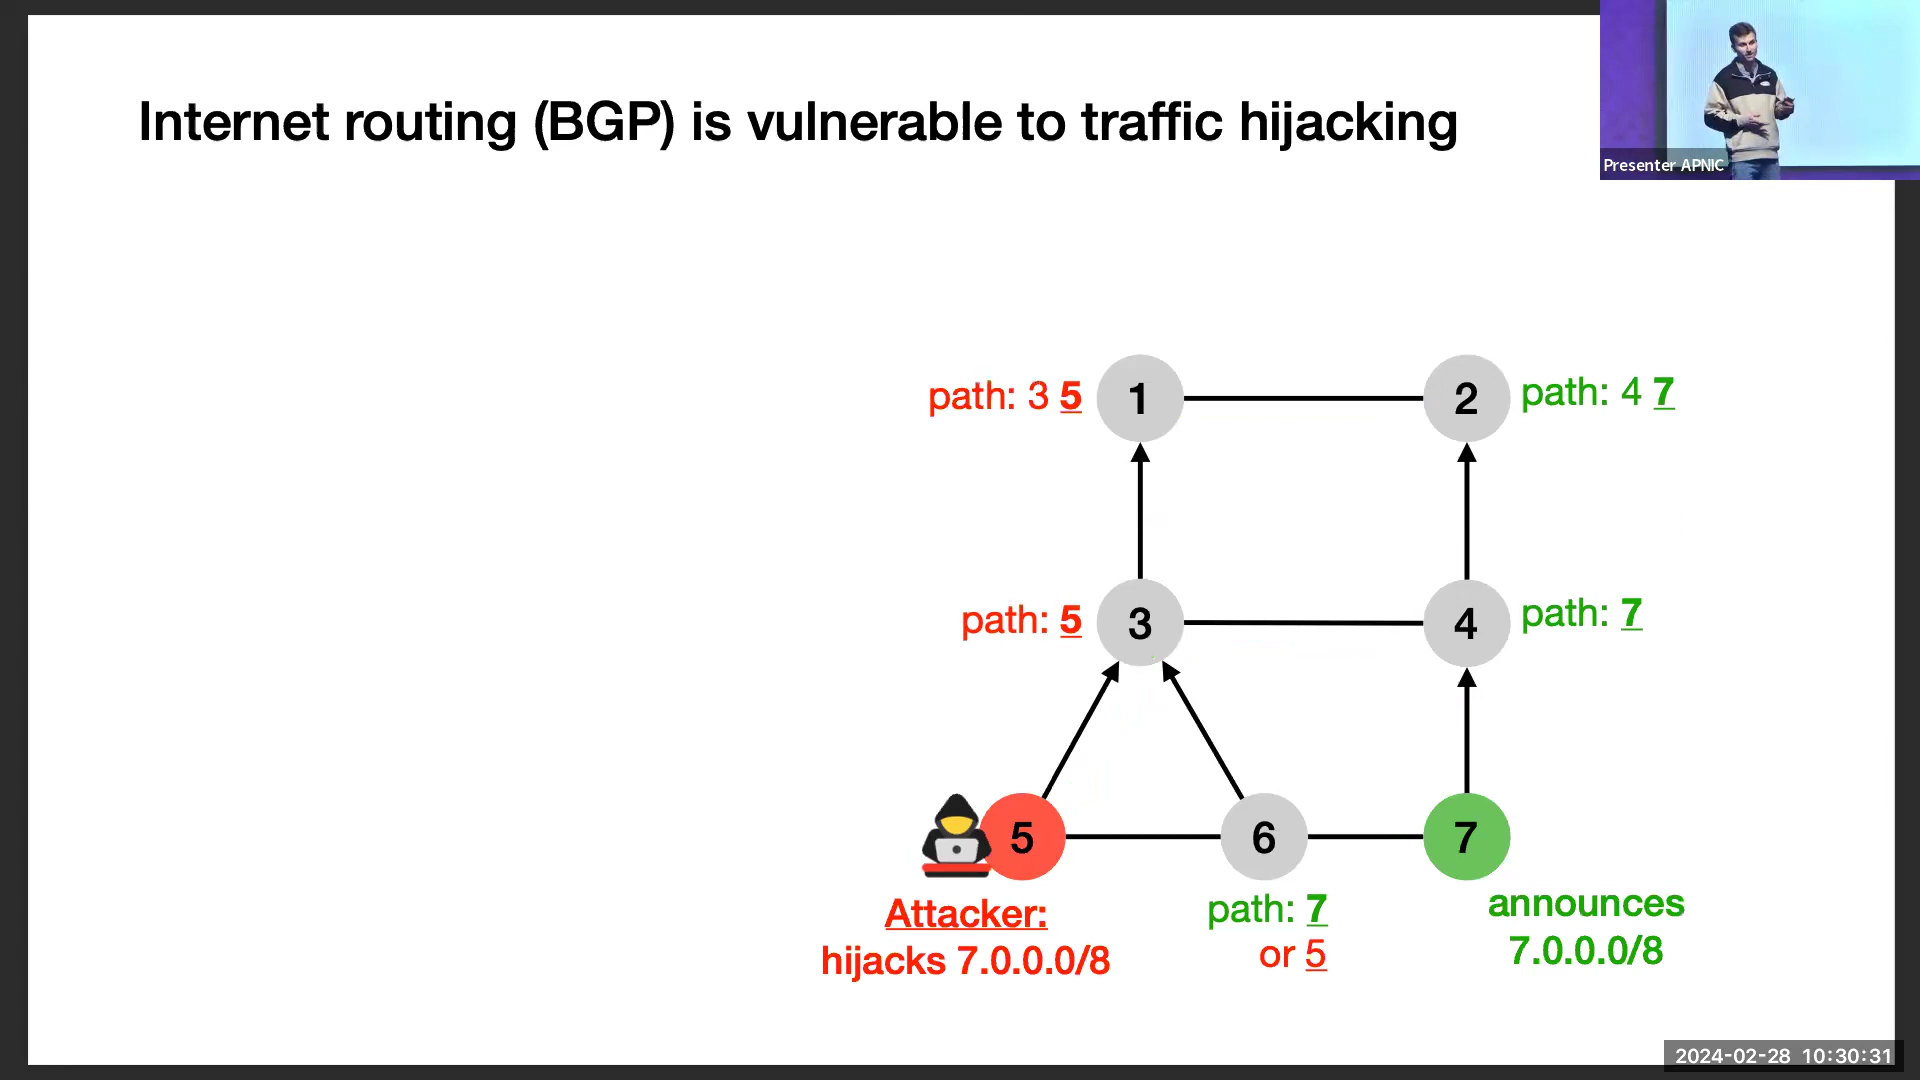 Internet routing (BGP) is vulnerable to traffic hijacking
Presenter APNIC
path: 3 5
1
2
path: 4 7
path: 5
3
4
path: 7
5
6
7
Attacker:
hijacks 7.0.0.0/8
path: 7
or 5
announces
7.0.0.0/8
2024-02-28 10:30:31